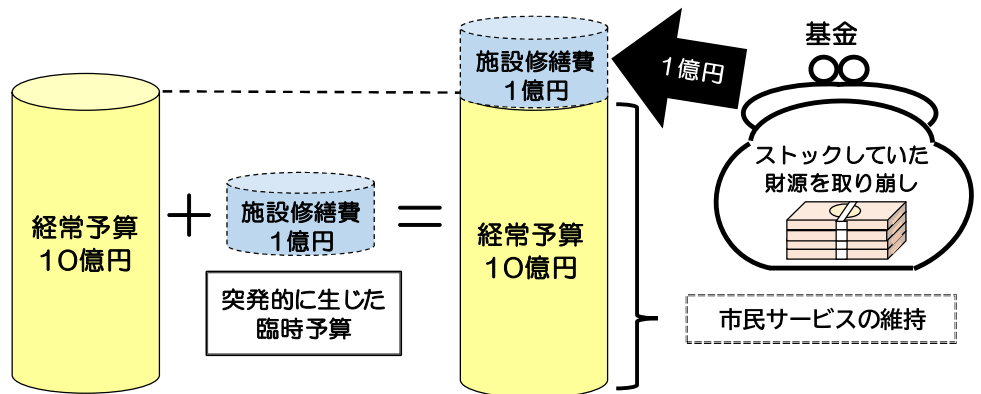 経常予算
10億円
施設修繕費
1億円
突発的に生じた
臨時予算
施設修繕費
1億円
経常予算
10億円
1億円
基金
ストックしていた
財源を取り崩し
市民サービスの維持